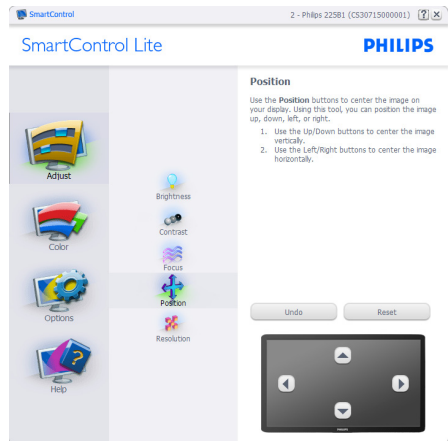 SmartControl
2 - Philips 225B1 (CS30715000001)
SmartControl Lite
PHILIPS
Position
Use the Position buttons to center the image on
your display. Using this tool, you can position the image
up, down, left, or right.
1. Use the Up/Down buttons to center the image
vertically.
2. Use the Left/Right buttons to center the image
horizontally.
Adjust
Color
Options
Help
Brightness
Contrast
Focus
Position
Resolution
Undo
Reset
PHILIPS